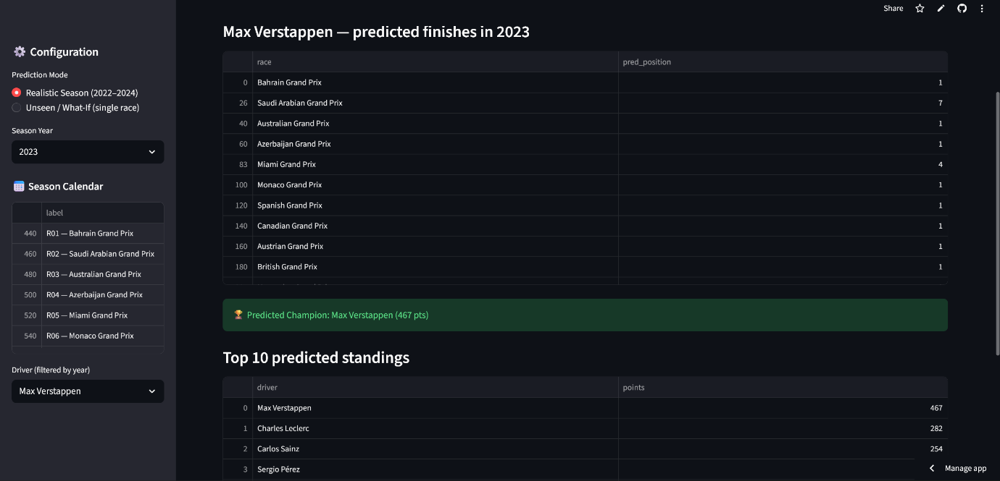 Share
⚙️ Configuration
Prediction Mode
Realistic Season (2022–2024)
Unseen / What-If (single race)
Season Year
2023
📅 Season Calendar
label
440 R01 — Bahrain Grand Prix
460 R02 — Saudi Arabian Grand Prix
480 R03 — Australian Grand Prix
500 R04 — Azerbaijan Grand Prix
520 R05 — Miami Grand Prix
540 R06 — Monaco Grand Prix
Driver (filtered by year)
Max Verstappen
Max Verstappen — predicted finishes in 2023
race pred_position
0 Bahrain Grand Prix 1
26 Saudi Arabian Grand Prix 7
40 Australian Grand Prix 1
60 Azerbaijan Grand Prix 1
83 Miami Grand Prix 4
100 Monaco Grand Prix 1
120 Spanish Grand Prix 1
140 Canadian Grand Prix 1
160 Austrian Grand Prix 1
180 British Grand Prix 1
🏆 Predicted Champion: Max Verstappen (467 pts)
Top 10 predicted standings
driver points
0 Max Verstappen 467
1 Charles Leclerc 282
2 Carlos Sainz 254
3 Sergio Pérez
Manage app